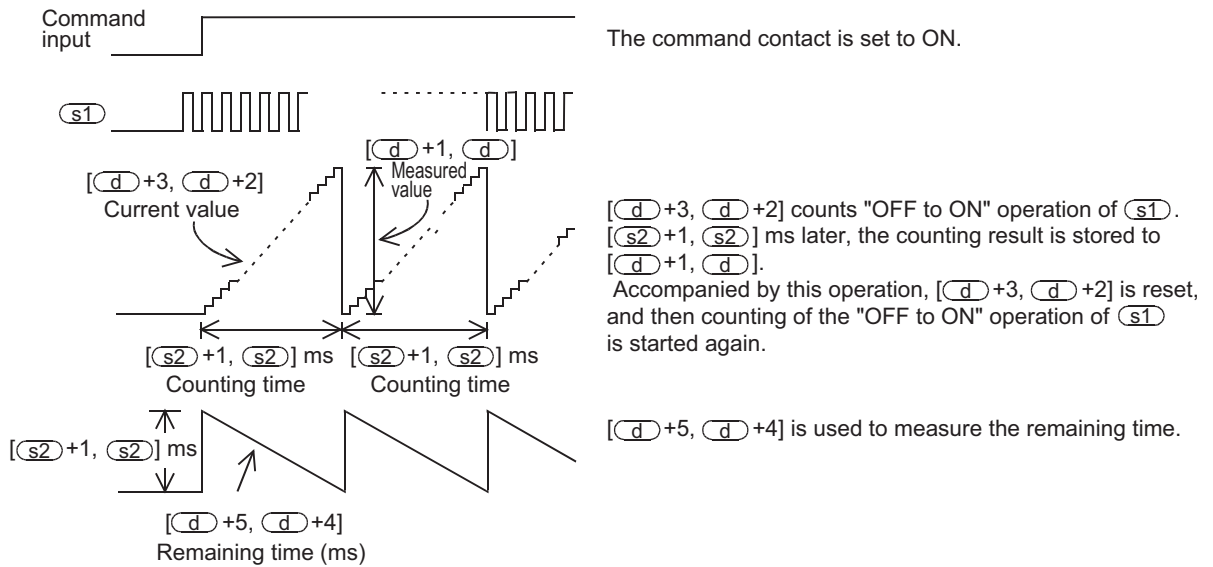 Command
input
The command contact is set to ON.
s1
[d+1, d]
Measured
value
[d+3, d+2]
Current value
[d+3, d+2] counts "OFF to ON" operation of s1.
[s2+1, s2] ms later, the counting result is stored to
[d+1, d].
Accompanied by this operation, [d+3, d+2] is reset,
and then counting of the "OFF to ON" operation of s1
is started again.
[s2+1, s2] ms [s2+1, s2] ms
Counting time Counting time
[s2+1, s2] ms
[d+5, d+4] is used to measure the remaining time.
[d+5, d+4]
Remaining time (ms)